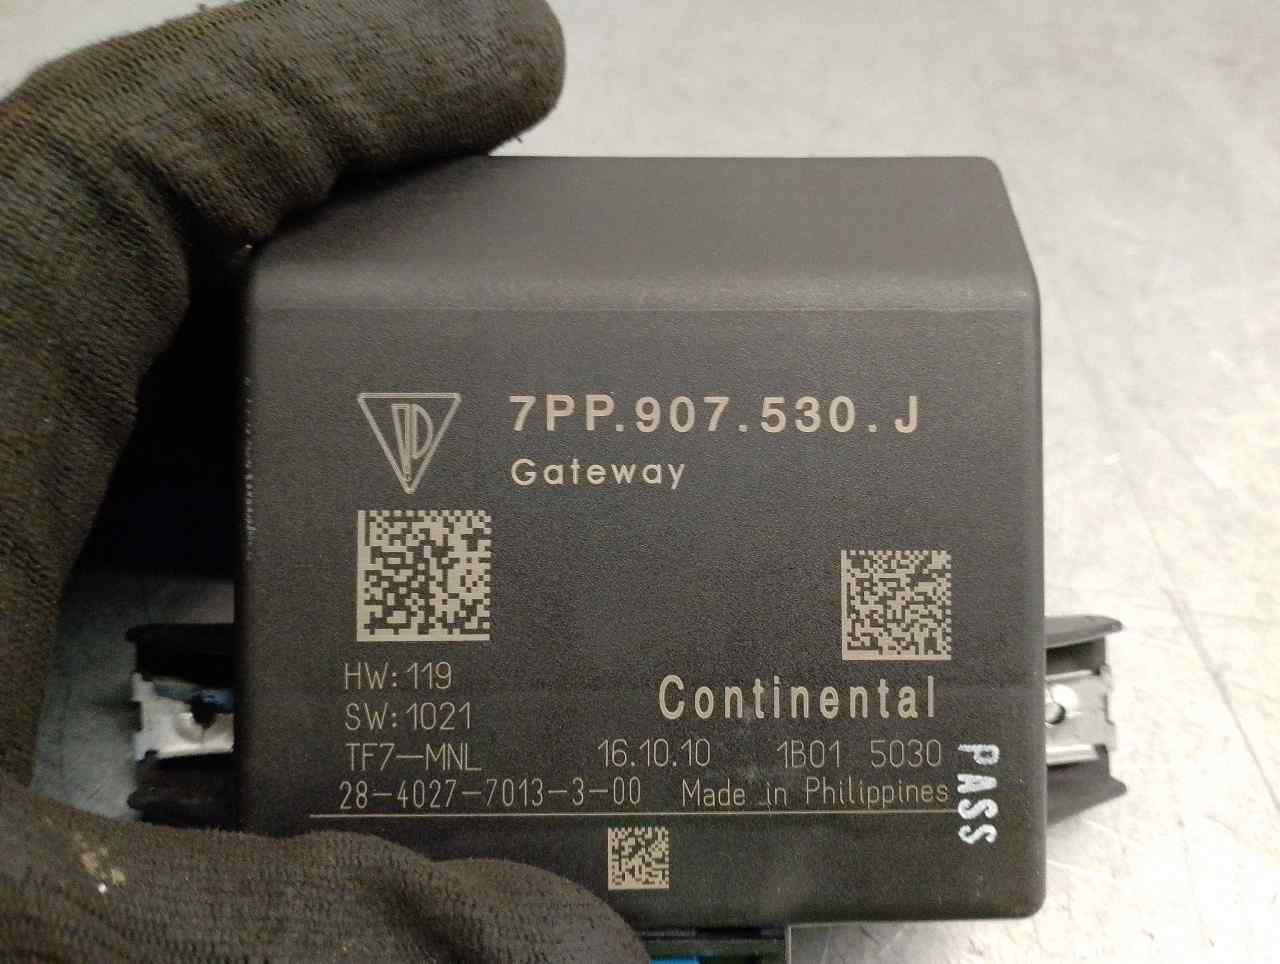 7PP.907.530.J
Gateway
HW:119
SW:1021
Continental
TF7-MNL 16.10.10 1B01 5030
28-4027-7013-3-00 Made in Philippines
PASS